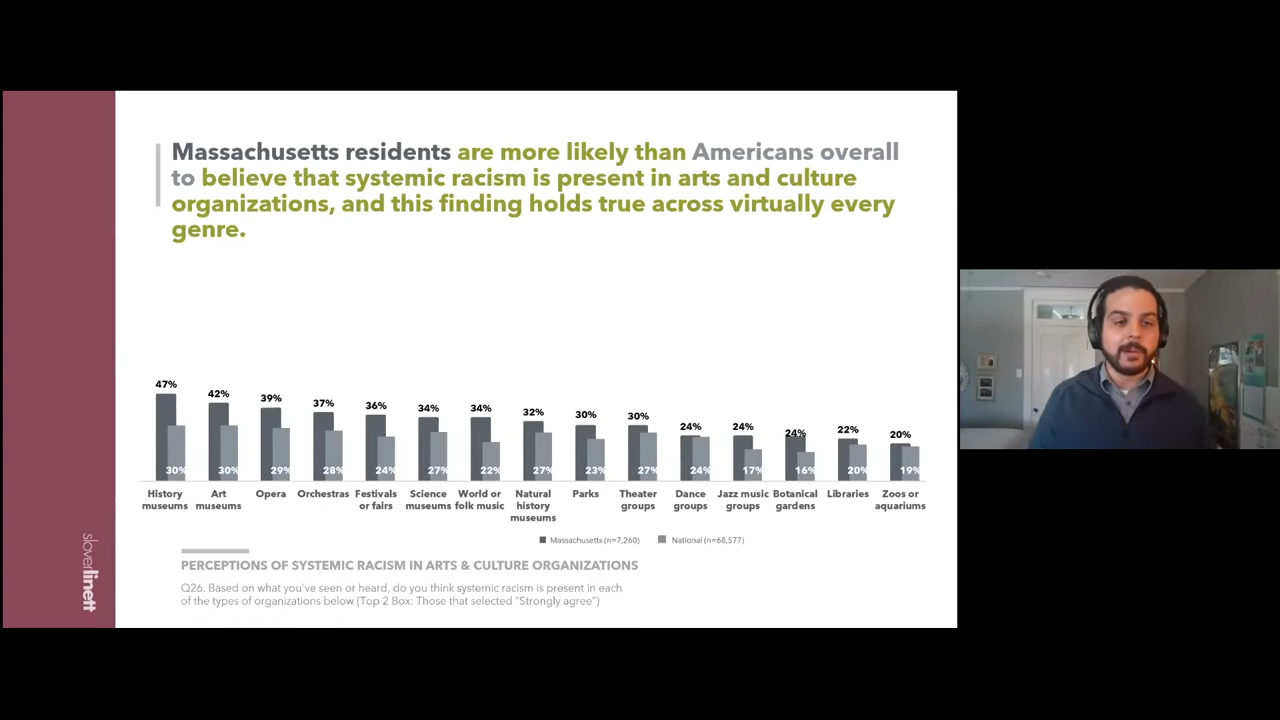 Massachusetts residents are more likely than Americans overall
to believe that systemic racism is present in arts and culture
organizations, and this finding holds true across virtually every
genre.
47%
42%
39%
37%
36%
34%
34%
32%
30%
30%
24%
24%
24%
22%
20%
30%
30%
29%
28%
24%
27%
22%
27%
23%
27%
24%
17%
16%
20%
19%
History
museums
Art
museums
Opera
Orchestras
Festivals
or fairs
Science
museums
World or
folk music
Natural
history
museums
Parks
Theater
groups
Dance
groups
Jazz music
groups
Botanical
gardens
Libraries
Zoos or
aquariums
Massachusetts (n=7,260)
National (n=68,577)
PERCEPTIONS OF SYSTEMIC RACISM IN ARTS & CULTURE ORGANIZATIONS
Q26. Based on what you've seen or heard, do you think systemic racism is present in each
of the types of organizations below (Top 2 Box: Those that selected "Strongly agree")
sloverlinett